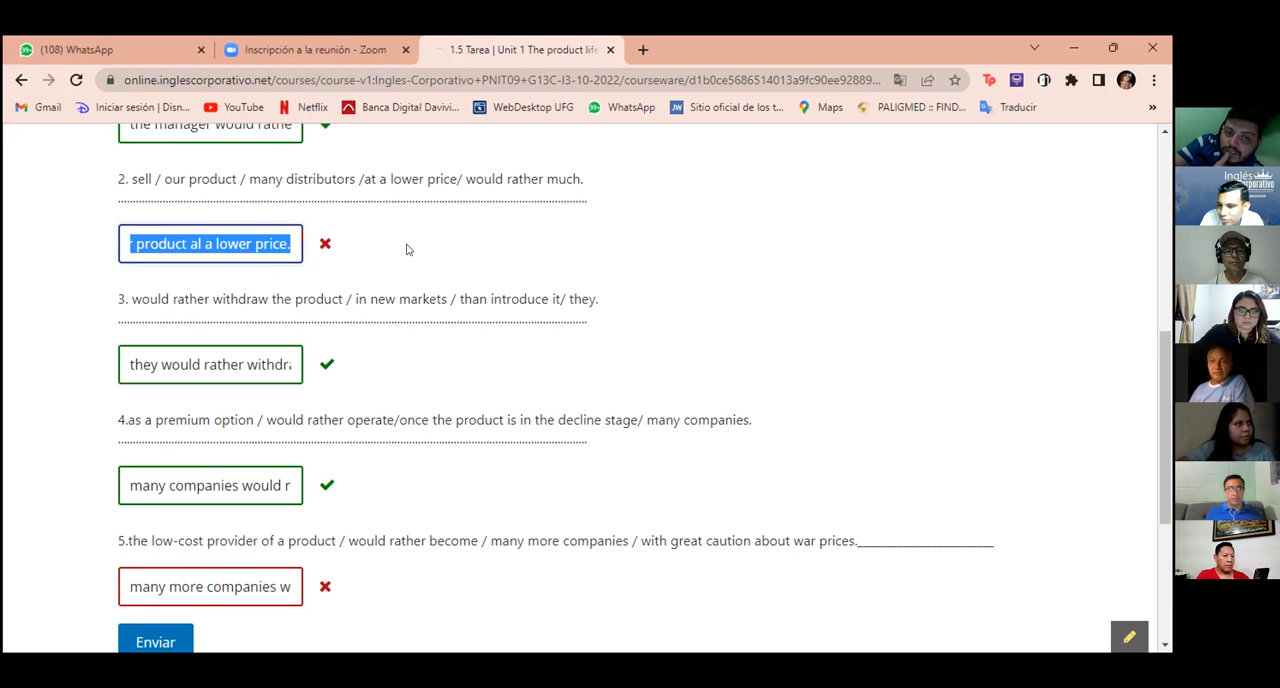 (108) WhatsApp
Inscripción a la reunión - Zoom
1.5 Tarea | Unit 1 The product life
online.inglescorporativo.net/courses/course-v1:Ingles-Corporativo+PNIT09+G13C-I3-10-2022/courseware/d1b0ce5686514013a9fc90ee92889...
Gmail
Iniciar sesión | Disn...
YouTube
Netflix
Banca Digital Davivi...
WebDesktop UFG
WhatsApp
Sitio oficial de los t...
Maps
PALIGMED :: FIND...
Traducir
the manager would rathe
2. sell / our product / many distributors /at a lower price/ would rather much.
r product al a lower price.
3. would rather withdraw the product / in new markets / than introduce it/ they.
they would rather withdra
4.as a premium option / would rather operate/once the product is in the decline stage/ many companies.
many companies would r
5.the low-cost provider of a product / would rather become / many more companies / with great caution about war prices.
many more companies w
Enviar
Inglés